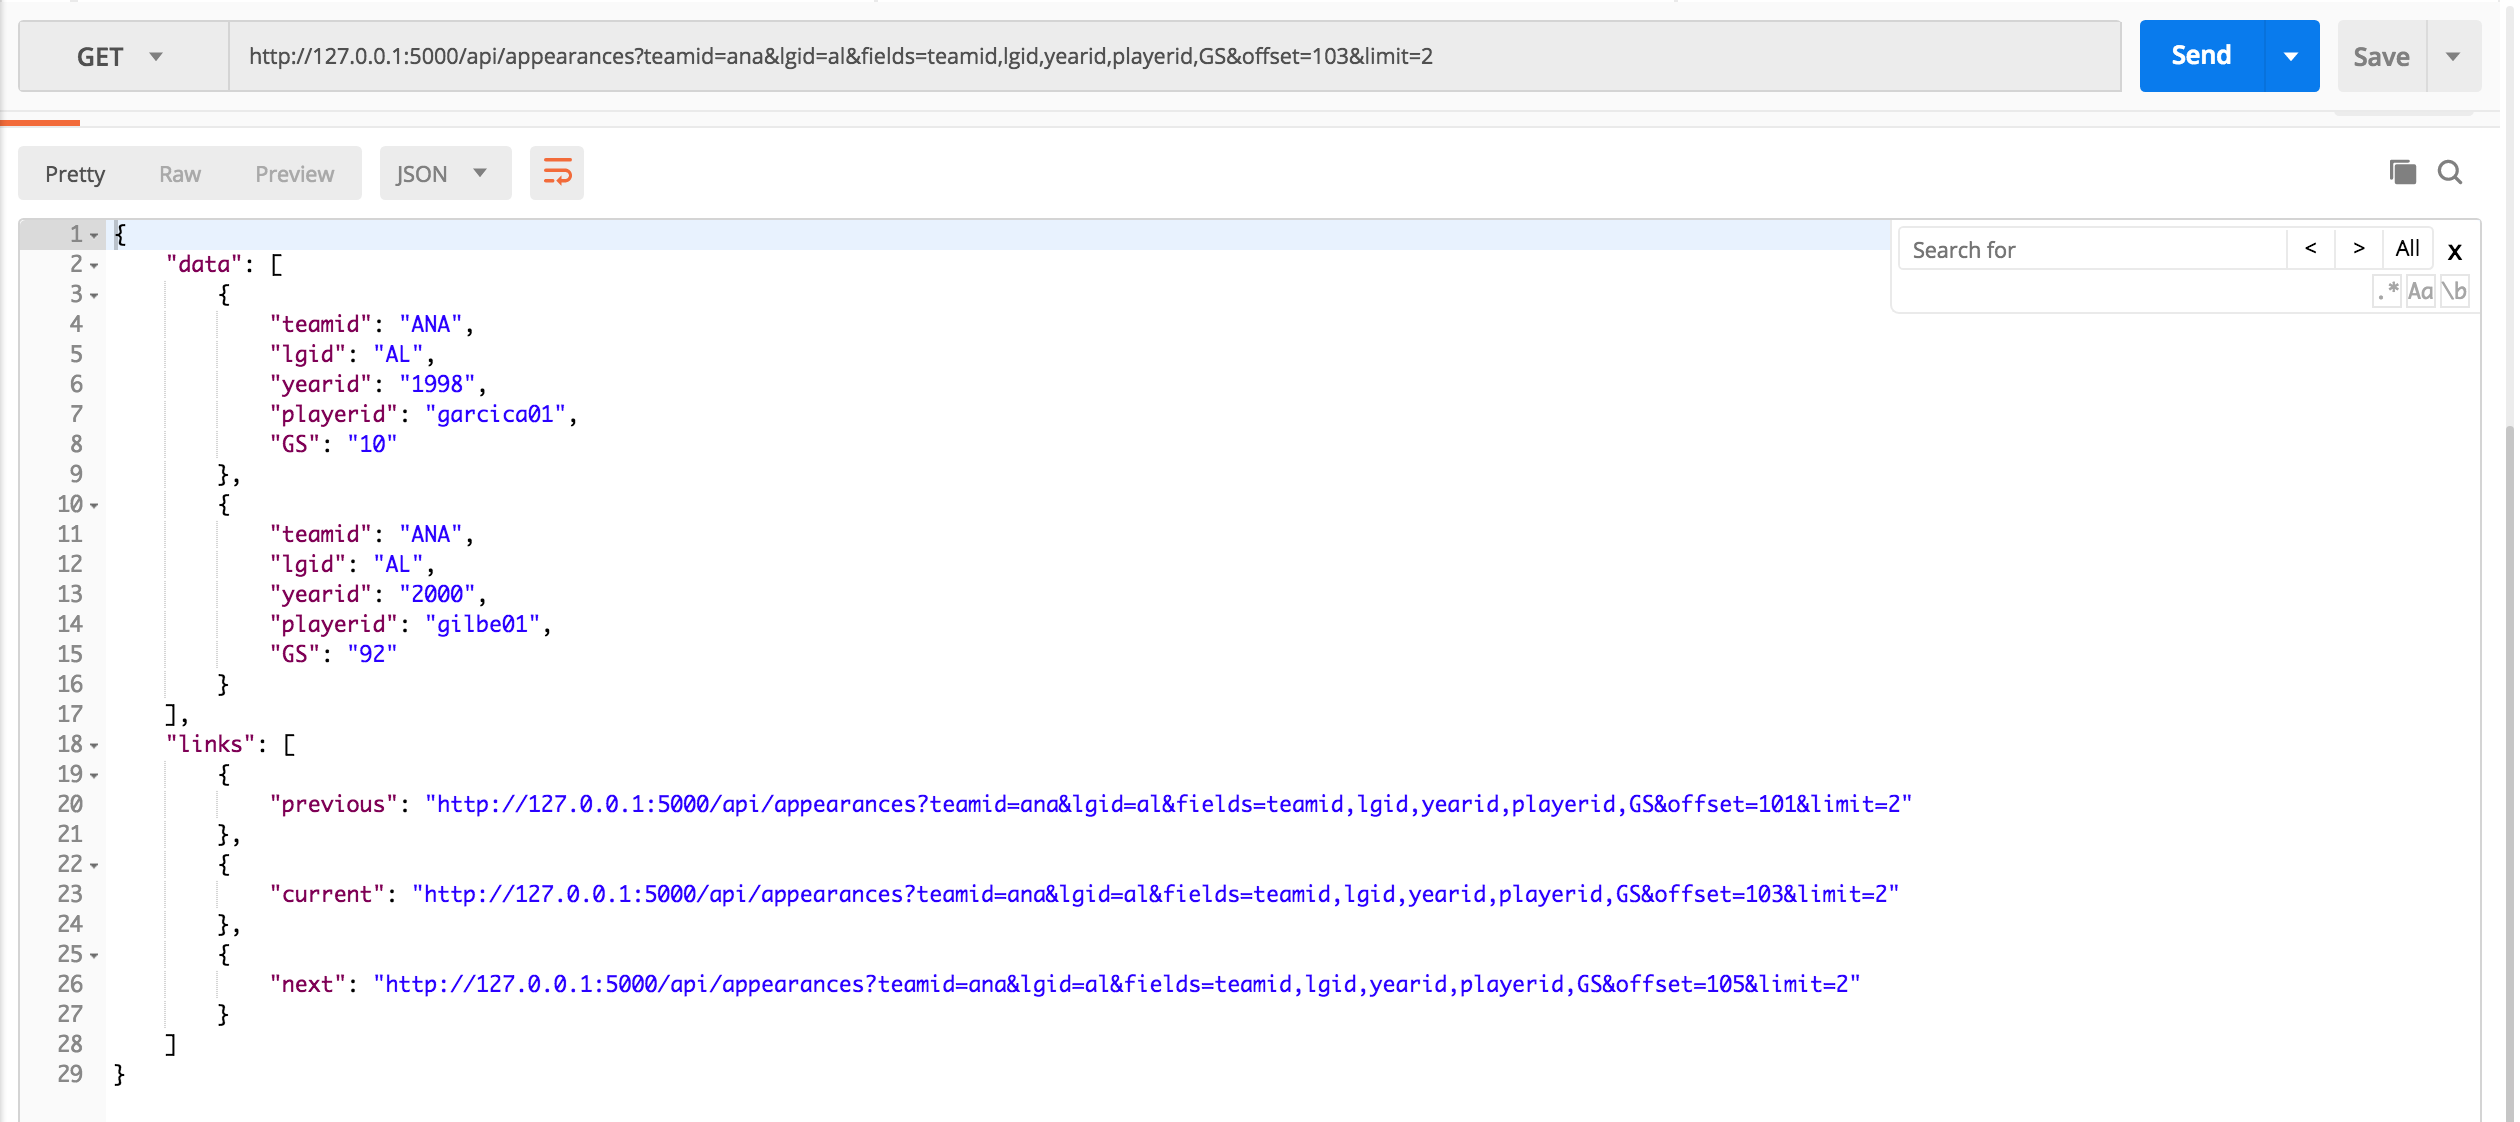 GET http://127.0.0.1:5000/api/appearances?teamid=ana&lgid=al&fields=teamid,lgid,yearid,playerid,GS&offset=103&limit=2 Send Save
Pretty Raw Preview JSON
Search for < > All X
.* Aa \b
1 {
2 "data": [
3 {
4 "teamid": "ANA",
5 "lgid": "AL",
6 "yearid": "1998",
7 "playerid": "garcica01",
8 "GS": "10"
9 },
10 {
11 "teamid": "ANA",
12 "lgid": "AL",
13 "yearid": "2000",
14 "playerid": "gilbe01",
15 "GS": "92"
16 }
17 ],
18 "links": [
19 {
20 "previous": "http://127.0.0.1:5000/api/appearances?teamid=ana&lgid=al&fields=teamid,lgid,yearid,playerid,GS&offset=101&limit=2"
21 },
22 {
23 "current": "http://127.0.0.1:5000/api/appearances?teamid=ana&lgid=al&fields=teamid,lgid,yearid,playerid,GS&offset=103&limit=2"
24 },
25 {
26 "next": "http://127.0.0.1:5000/api/appearances?teamid=ana&lgid=al&fields=teamid,lgid,yearid,playerid,GS&offset=105&limit=2"
27 }
28 ]
29 }